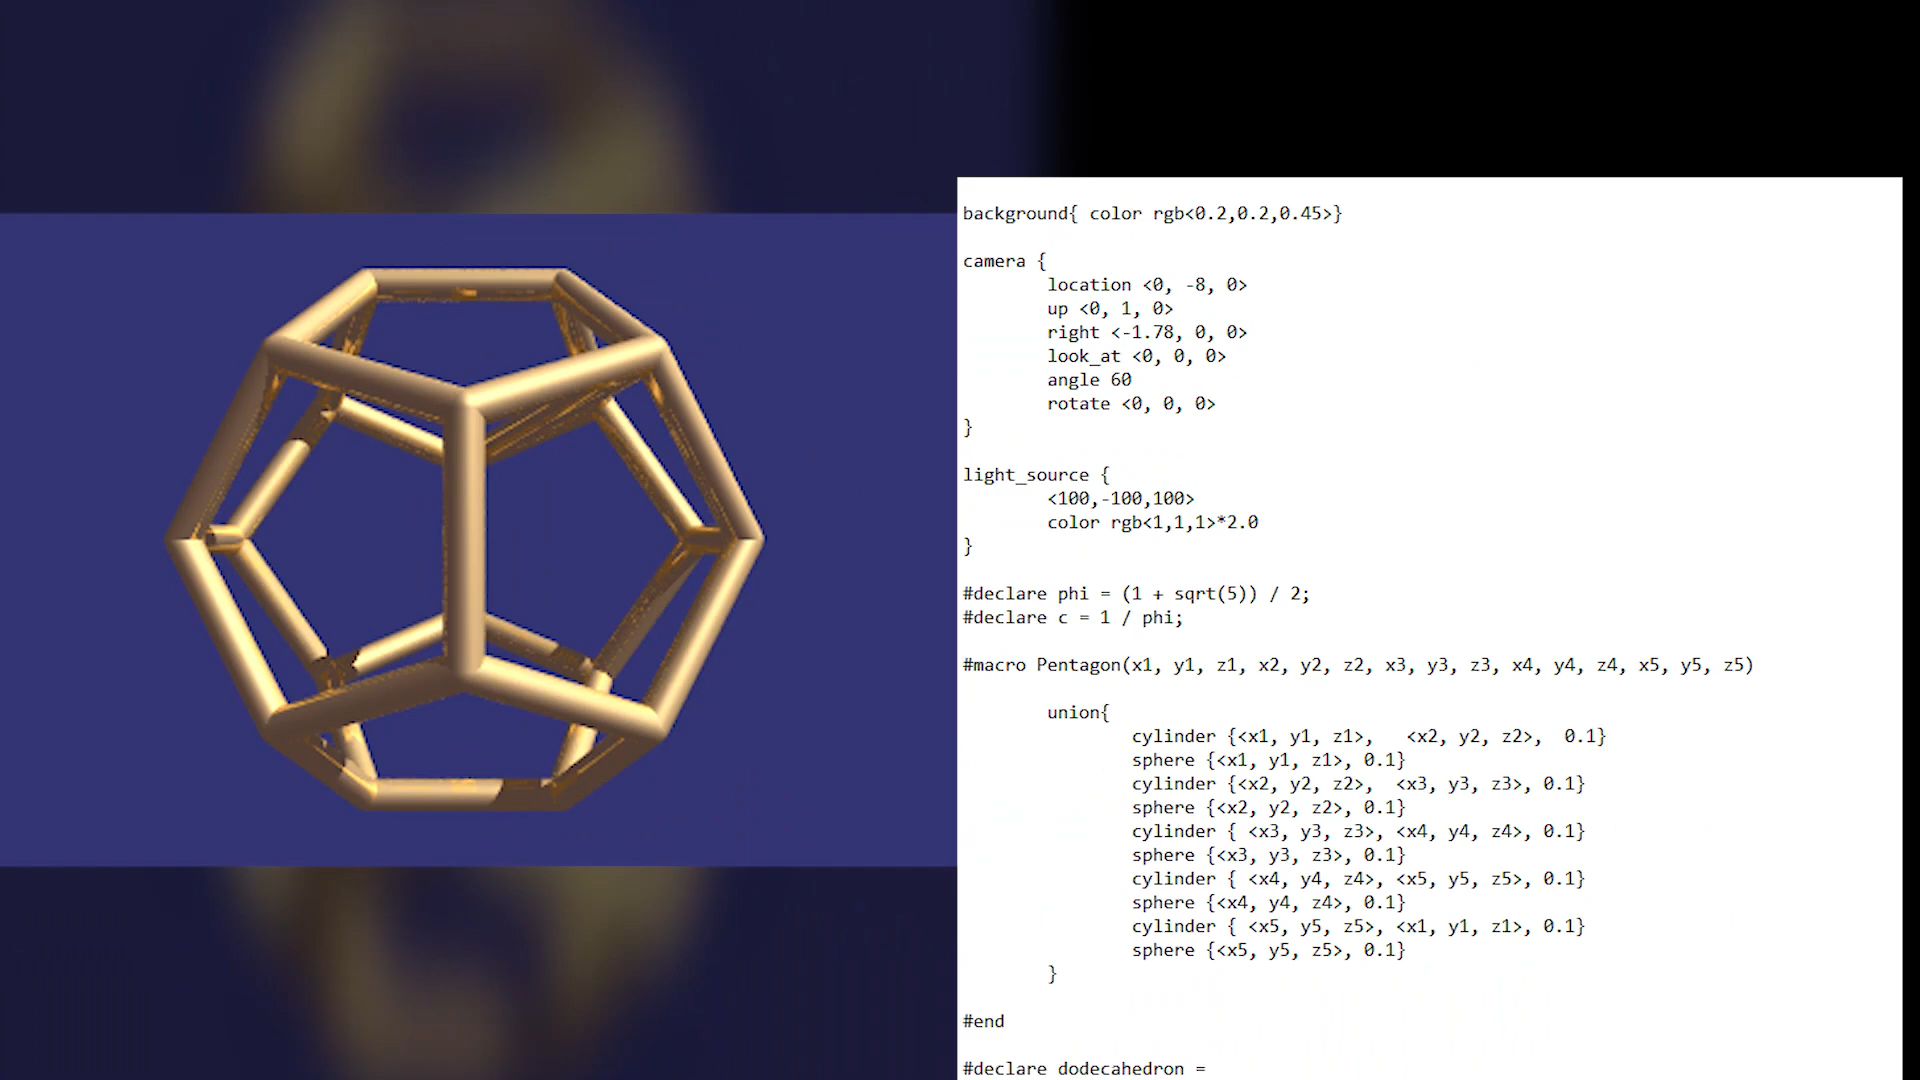 background{ color rgb<0.2,0.2,0.45>}
camera {
location <0, -8, 0>
up <0, 1, 0>
right <-1.78, 0, 0>
look_at <0, 0, 0>
angle 60
rotate <0, 0, 0>
}
light_source {
<100,-100,100>
color rgb<1,1,1>*2.0
}
#declare phi = (1 + sqrt(5)) / 2;
#declare c = 1 / phi;
#macro Pentagon(x1, y1, z1, x2, y2, z2, x3, y3, z3, x4, y4, z4, x5, y5, z5)
union{
cylinder {<x1, y1, z1>,   <x2, y2, z2>,  0.1}
sphere {<x1, y1, z1>, 0.1}
cylinder {<x2, y2, z2>,  <x3, y3, z3>, 0.1}
sphere {<x2, y2, z2>, 0.1}
cylinder { <x3, y3, z3>, <x4, y4, z4>, 0.1}
sphere {<x3, y3, z3>, 0.1}
cylinder { <x4, y4, z4>, <x5, y5, z5>, 0.1}
sphere {<x4, y4, z4>, 0.1}
cylinder { <x5, y5, z5>, <x1, y1, z1>, 0.1}
sphere {<x5, y5, z5>, 0.1}
}
#end
#declare dodecahedron =